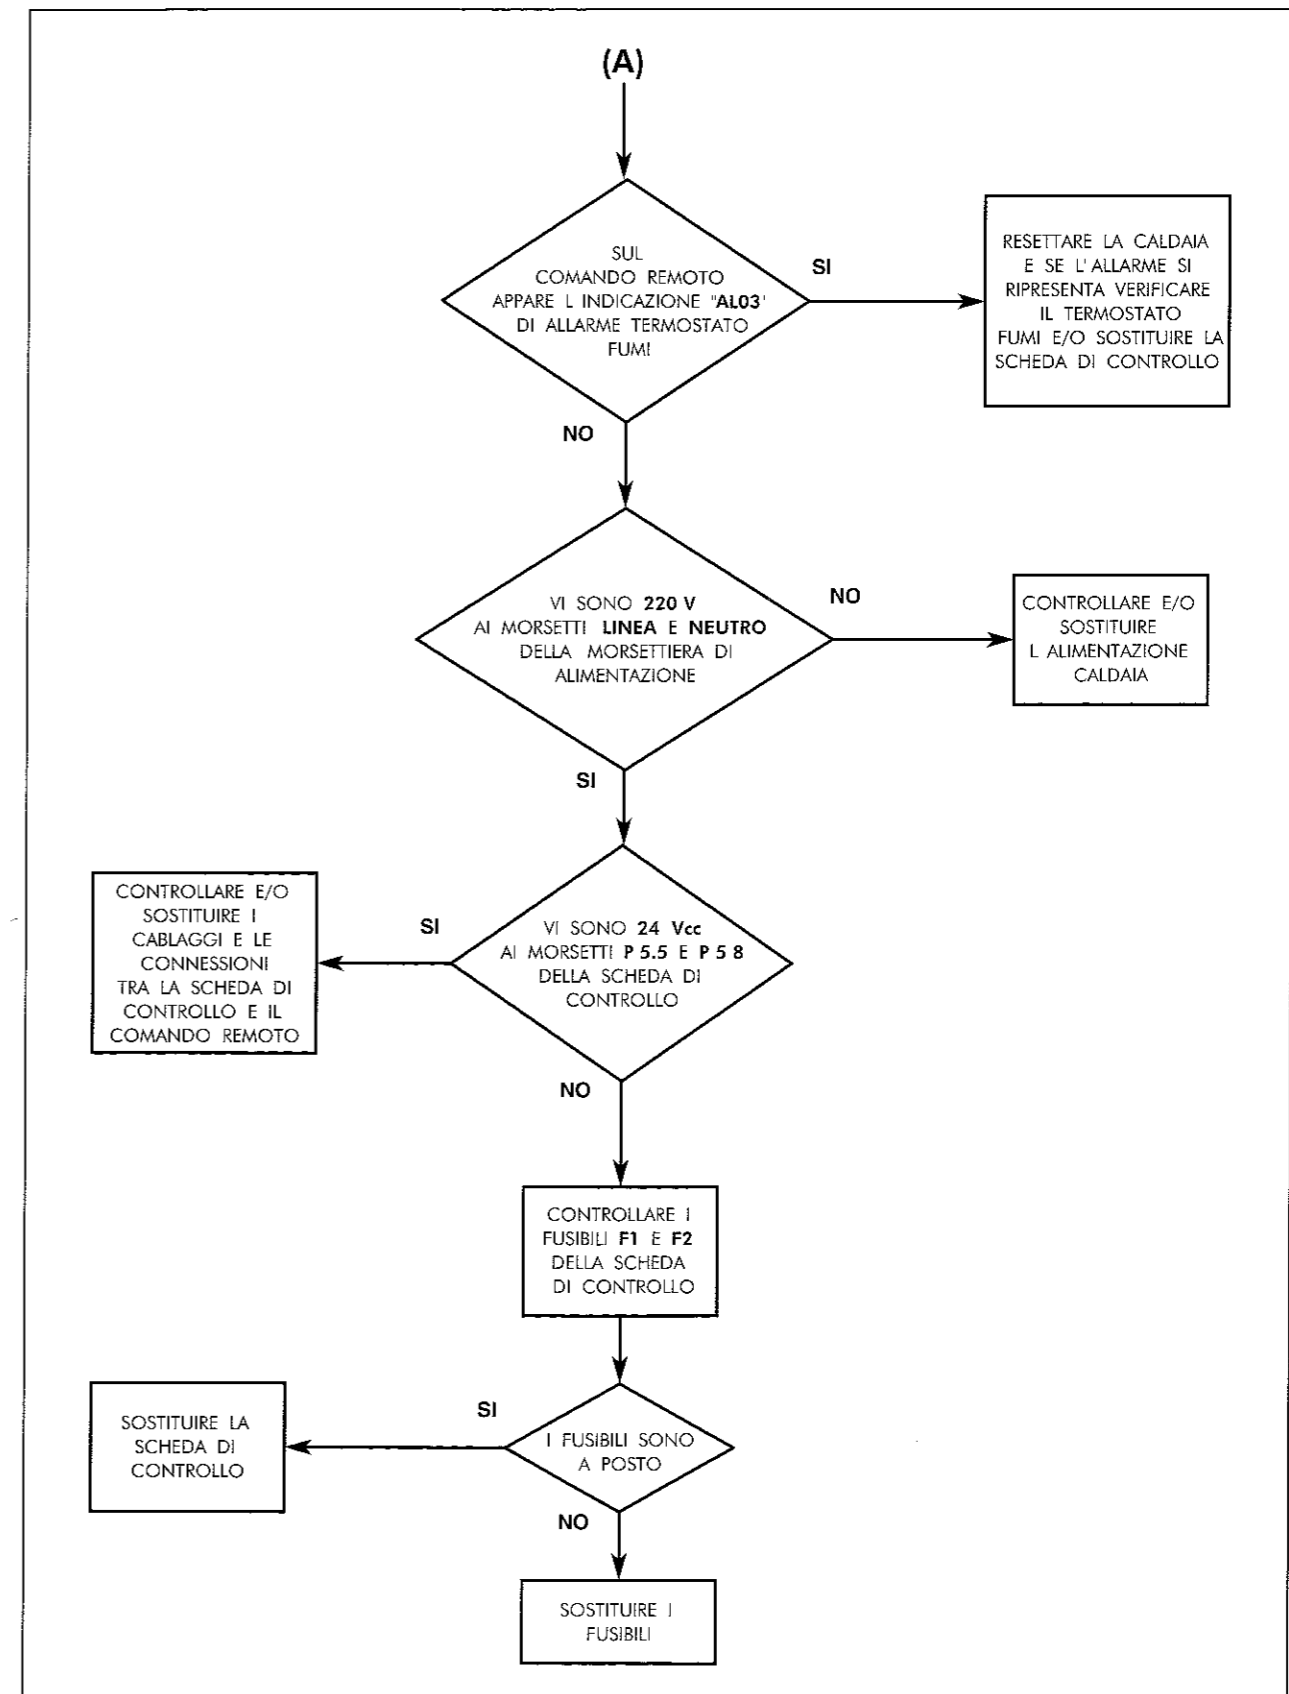 (A)
SUL
COMANDO REMOTO
APPARE L INDICAZIONE "AL03'
DI ALLARME TERMOSTATO
FUMI
SI
RESETTARE LA CALDAIA
E SE L'ALLARME SI
RIPRESENTA VERIFICARE
IL TERMOSTATO
FUMI E/O SOSTITUIRE LA
SCHEDA DI CONTROLLO
NO
VI SONO 220 V
AI MORSETTI LINEA E NEUTRO
DELLA MORSETTIERA DI
ALIMENTAZIONE
NO
CONTROLLARE E/O
SOSTITUIRE
L ALIMENTAZIONE
CALDAIA
SI
VI SONO 24 Vcc
AI MORSETTI P 5.5 E P 5 8
DELLA SCHEDA DI
CONTROLLO
SI
CONTROLLARE E/O
SOSTITUIRE I
CABLAGGI E LE
CONNESSIONI
TRA LA SCHEDA DI
CONTROLLO E IL
COMANDO REMOTO
NO
CONTROLLARE I
FUSIBILI F1 E F2
DELLA SCHEDA
DI CONTROLLO
I FUSIBILI SONO
A POSTO
SI
SOSTITUIRE LA
SCHEDA DI
CONTROLLO
NO
SOSTITUIRE I
FUSIBILI